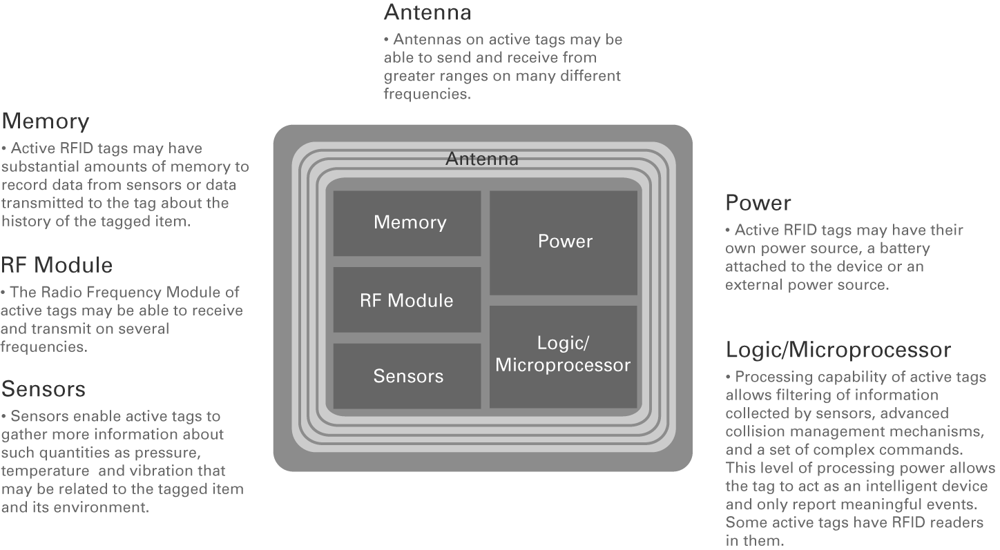 Antenna
• Antennas on active tags may be
able to send and receive from
greater ranges on many different
frequencies.
Memory
• Active RFID tags may have
substantial amounts of memory to
record data from sensors or data
transmitted to the tag about the
history of the tagged item.
RF Module
• The Radio Frequency Module of
active tags may be able to receive
and transmit on several
frequencies.
Sensors
• Sensors enable active tags to
gather more information about
such quantities as pressure,
temperature  and vibration that
may be related to the tagged item
and its environment.
Antenna
Memory
RF Module
Sensors
Power
Logic/
Microprocessor
Power
• Active RFID tags may have their
own power source, a battery
attached to the device or an
external power source.
Logic/Microprocessor
• Processing capability of active tags
allows filtering of information
collected by sensors, advanced
collision management mechanisms,
and a set of complex commands.
This level of processing power allows
the tag to act as an intelligent device
and only report meaningful events.
Some active tags have RFID readers
in them.